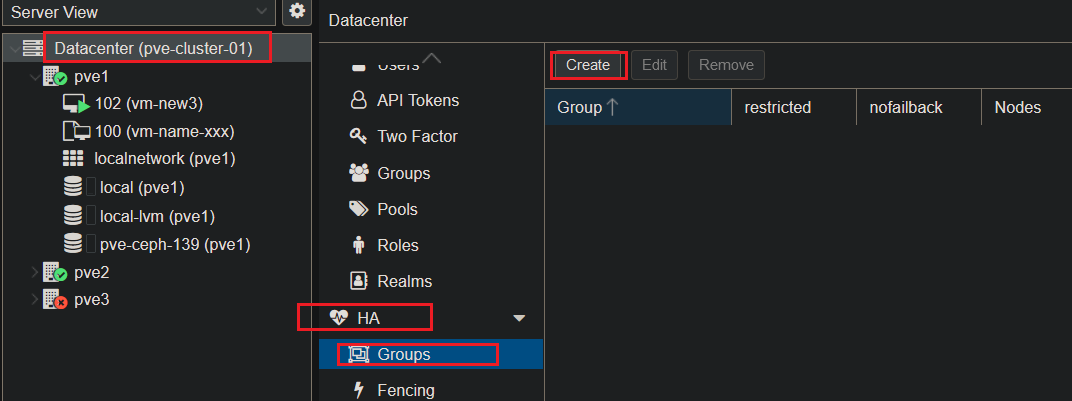 Server View
Datacenter (pve-cluster-01)
pve1
102 (vm-new3)
100 (vm-name-xxx)
localnetwork (pve1)
local (pve1)
local-lvm (pve1)
pve-ceph-139 (pve1)
pve2
pve3
Datacenter
Users
API Tokens
Two Factor
Groups
Pools
Roles
Realms
HA
Groups
Fencing
Create Edit Remove
Group restricted nofailback Nodes